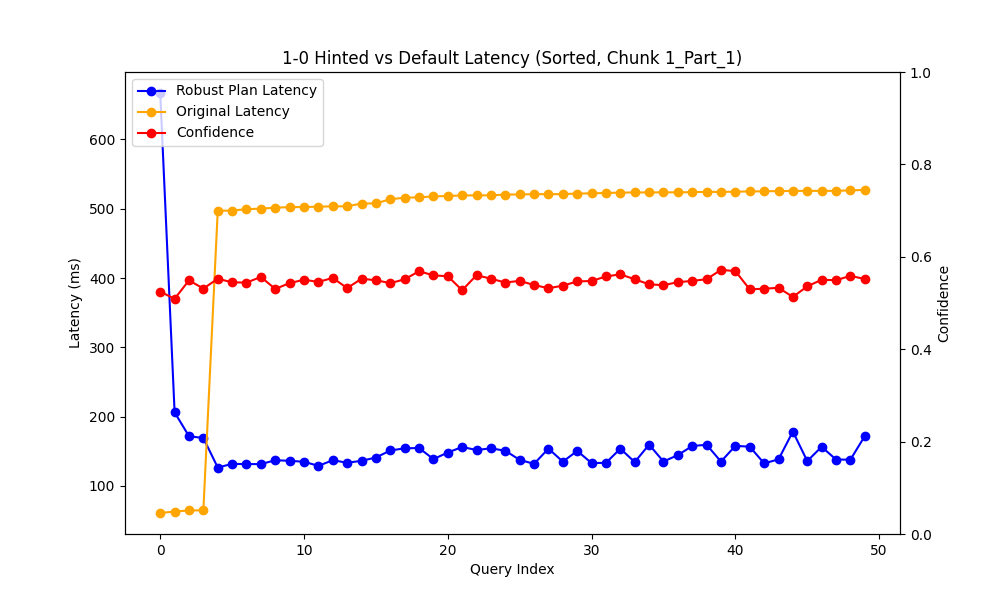 1-0 Hinted vs Default Latency (Sorted, Chunk 1_Part_1)
Robust Plan Latency
Original Latency
Confidence
600
500
400
300
200
100
Latency (ms)
1.0
0.8
0.6
0.4
0.2
0.0
Confidence
0 10 20 30 40 50
Query Index